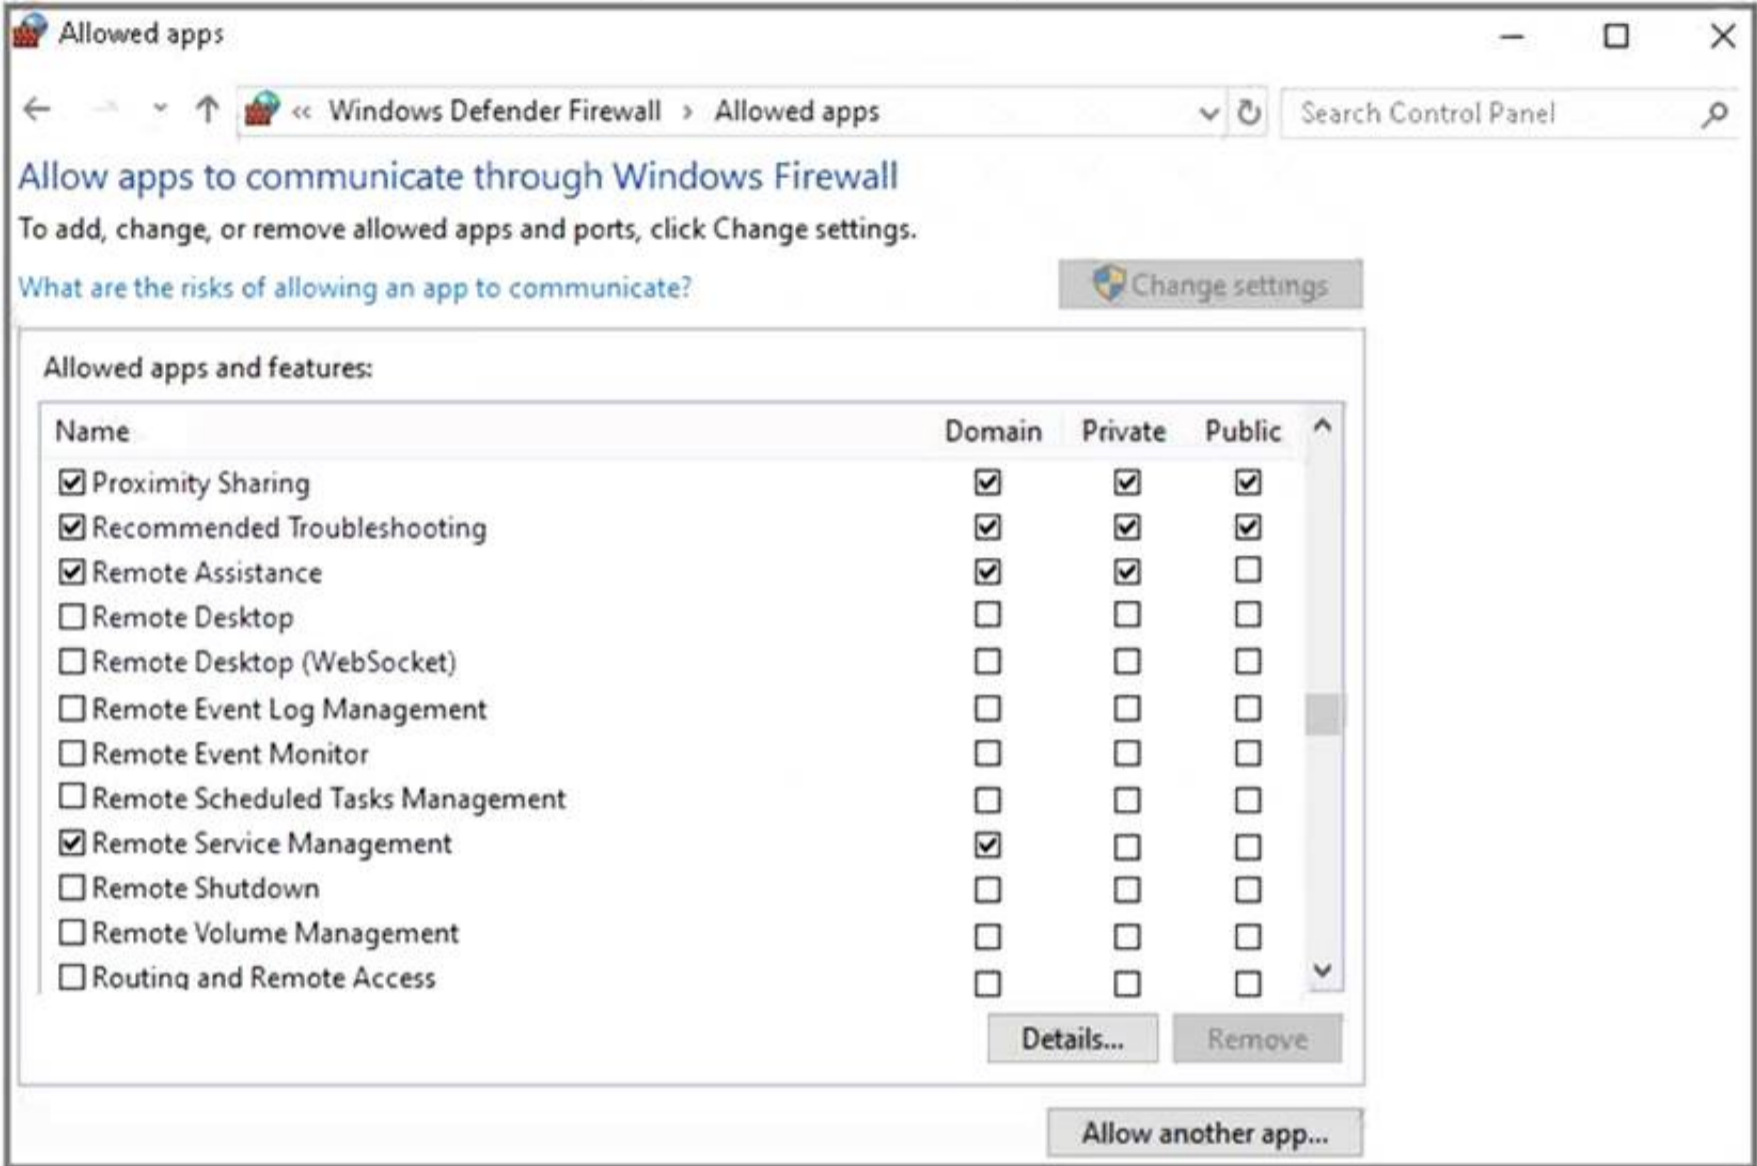 Allowed apps
« Windows Defender Firewall › Allowed apps
Search Control Panel
Allow apps to communicate through Windows Firewall
To add, change, or remove allowed apps and ports, click Change settings.
What are the risks of allowing an app to communicate?
Change settings
Allowed apps and features:
Name Domain Private Public
Proximity Sharing
Recommended Troubleshooting
Remote Assistance
Remote Desktop
Remote Desktop (WebSocket)
Remote Event Log Management
Remote Event Monitor
Remote Scheduled Tasks Management
Remote Service Management
Remote Shutdown
Remote Volume Management
Routing and Remote Access
Details... Remove
Allow another app...